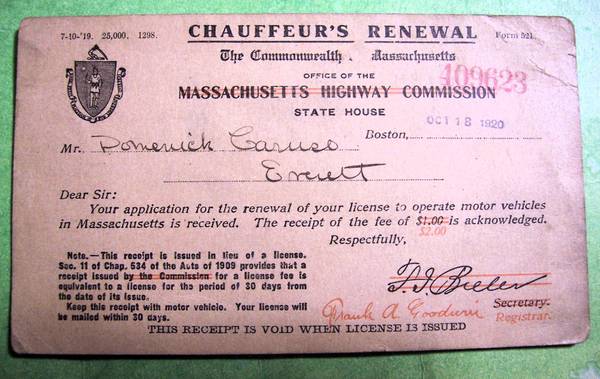 7-10-'19. 25,000, 1298. CHAUFFEUR'S RENEWAL Form 521.
The Commonwealth Massachusetts
OFFICE OF THE 409623
MASSACHUSETTS HIGHWAY COMMISSION
STATE HOUSE
Boston, OCT 18 1920
Mr. Domenick Caruso
Everett
Dear Sir:
Your application for the renewal of your license to operate motor vehicles
in Massachusetts is received. The receipt of the fee of $1.00 is acknowledged.
$2.00
Respectfully,
Note.—This receipt is issued in lieu of a license.
Sec. 11 of Chap. 534 of the Acts of 1909 provides that a
receipt issued by the Commission for a license fee is
equivalent to a license for the period of 30 days from
the date of its issue.
Keep this receipt with motor vehicle. Your license will
be mailed within 30 days.
Secretary.
Frank A Goodwin Registrar.
THIS RECEIPT IS VOID WHEN LICENSE IS ISSUED